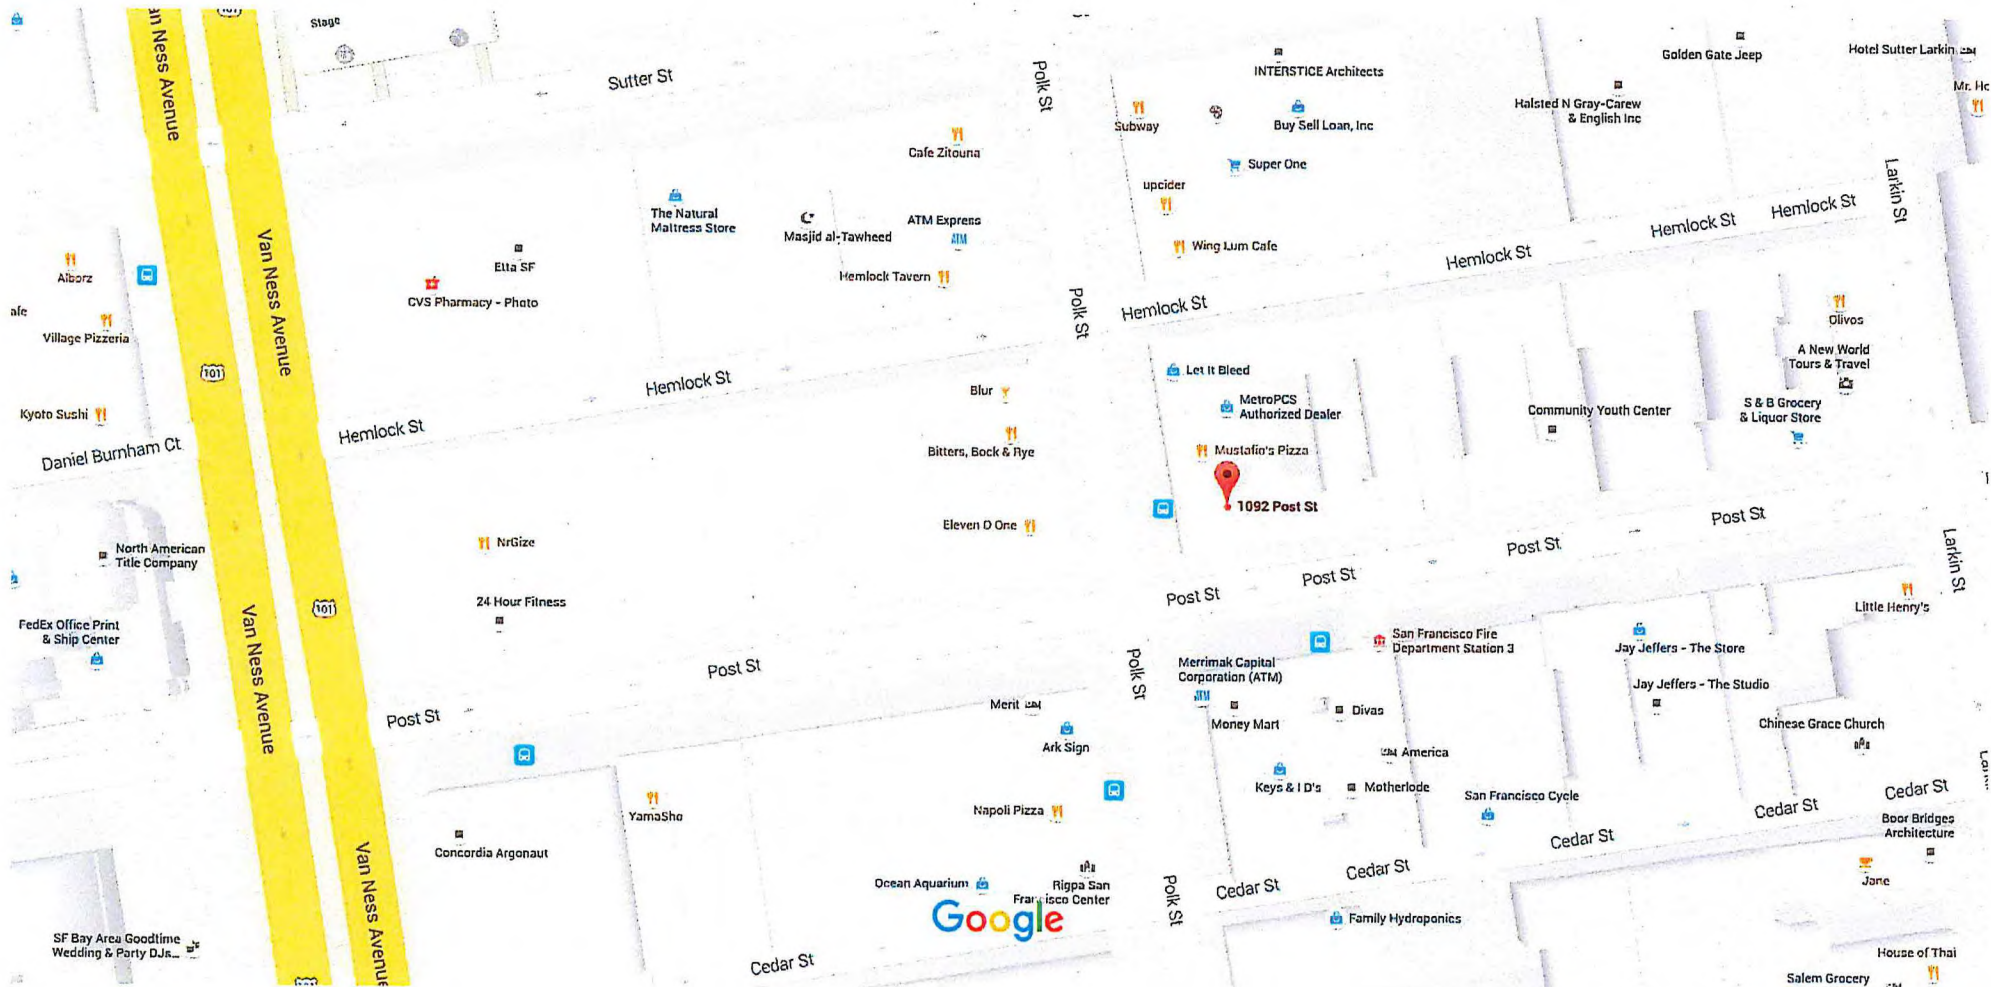 Stage
Sutter St
Polk St
INTERSTICE Architects
Golden Gate Jeep
Hotel Sutter Larkin
Van Ness Avenue
Subway
Buy Sell Loan, Inc
Halsted N Gray-Carew
& English Inc
Cafe Zitouna
Super One
upcider
The Natural
Mattress Store
Masjid al-Tawheed
ATM Express
ATM
Wing Lum Cafe
Hemlock St
Hemlock St
Hemlock St
Larkin St
Alborz
Etta SF
CVS Pharmacy - Photo
Hemlock Tavern
Van Ness Avenue
Polk St
Hemlock St
Village Pizzeria
101
Hemlock St
Blur
Let It Bleed
MetroPCS
Authorized Dealer
Olivos
A New World
Tours & Travel
S & B Grocery
& Liquor Store
Community Youth Center
Kyoto Sushi
Daniel Burnham Ct
Hemlock St
Bitters, Bock & Rye
Mustafio's Pizza
1092 Post St
Eleven O One
NrGize
North American
Title Company
Post St
Post St
Post St
Post St
Larkin St
24 Hour Fitness
101
FedEx Office Print
& Ship Center
Van Ness Avenue
Post St
Post St
Polk St
San Francisco Fire
Department Station 3
Little Henry's
Jay Jeffers - The Store
Merrimak Capital
Corporation (ATM)
ATM
Merit
Ark Sign
Money Mart
Divas
Jay Jeffers - The Studio
Chinese Grace Church
America
Keys & I D's
Motherlode
San Francisco Cycle
Cedar St
Cedar St
Cedar St
Cedar St
Cedar St
Boor Bridges
Architecture
YamaSho
Napoli Pizza
Concordia Argonaut
Van Ness Avenue
Ocean Aquarium
Rigpa San
Francisco Center
Google
Polk St
Family Hydroponics
Jane
SF Bay Area Goodtime
Wedding & Party DJs...
Cedar St
House of Thai
Salem Grocery